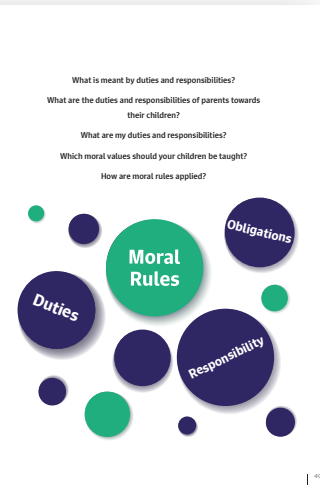 What is meant by duties and responsibilities?
What are the duties and responsibilities of parents towards
their children?
What are my duties and responsibilities?
Which moral values should your children be taught?
How are moral rules applied?
Obligations
Moral
Rules
Duties
Responsibility